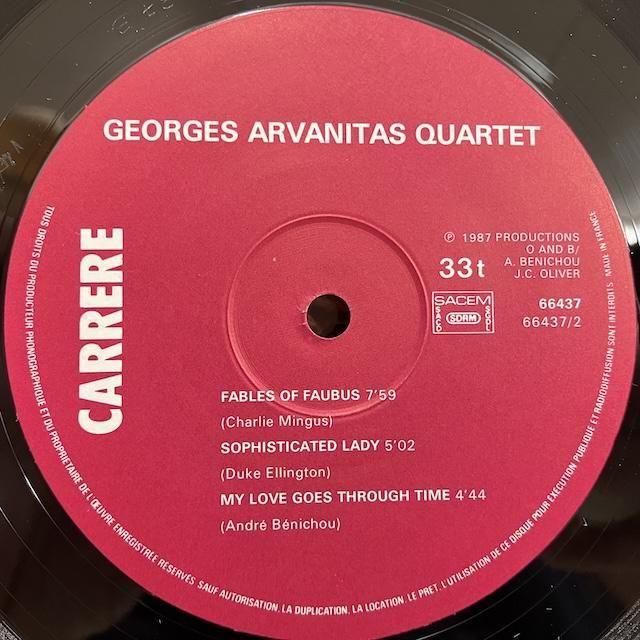 GEORGES ARVANITAS QUARTET
CARRERE
℗ 1987 PRODUCTIONS
O AND B/
A. BENICHOU
J.C. OLIVER
33t
SACEM
SACD SDRM SGDL
66437
66437/2
FABLES OF FAUBUS 7'59
(Charlie Mingus)
SOPHISTICATED LADY 5'02
(Duke Ellington)
MY LOVE GOES THROUGH TIME 4'44
(André Bénichou)
TOUS DROITS DU PRODUCTEUR PHONOGRAPHIQUE ET DU PROPRIETAIRE DE L'ŒUVRE ENREGISTREE RESERVES. SAUF AUTORISATION, LA DUPLICATION, LA LOCATION, LE PRET, L'UTILISATION DE CE DISQUE POUR EXECUTION PUBLIQUE ET RADIODIFFUSION SONT INTERDITS. MADE IN FRANCE